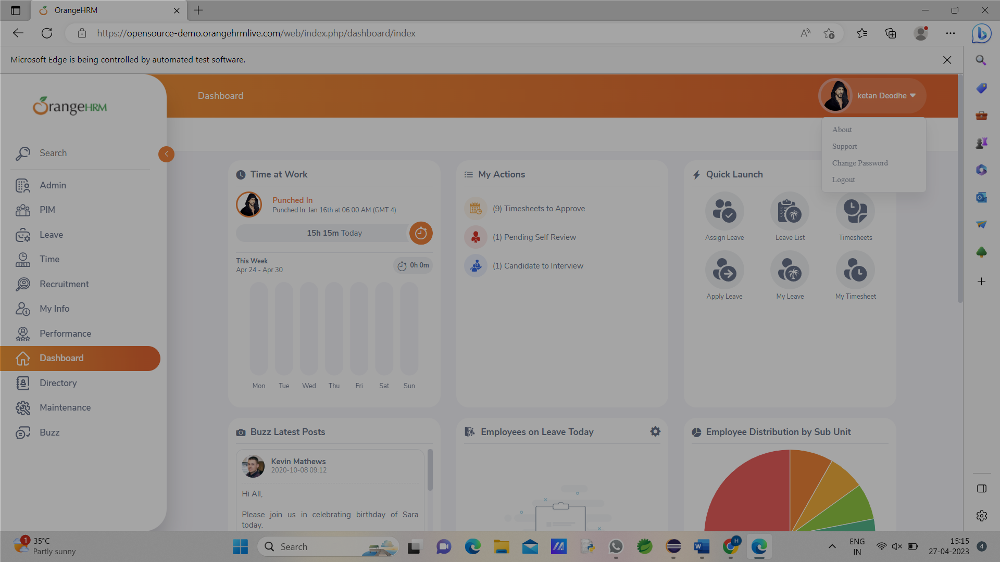 OrangeHRM
https://opensource-demo.orangehrmlive.com/web/index.php/dashboard/index
Microsoft Edge is being controlled by automated test software.
OrangeHRM
Dashboard
ketan Deodhe
About
Support
Change Password
Logout
Search
Admin
PIM
Leave
Time
Recruitment
My Info
Performance
Dashboard
Directory
Maintenance
Buzz
Time at Work
Punched In
Punched In: Jan 16th at 06:00 AM (GMT 4)
15h 15m Today
This Week
Apr 24 - Apr 30
0h 0m
Mon Tue Wed Thu Fri Sat Sun
My Actions
(9) Timesheets to Approve
(1) Pending Self Review
(1) Candidate to Interview
Quick Launch
Assign Leave Leave List Timesheets
Apply Leave My Leave My Timesheet
Buzz Latest Posts
Kevin Mathews
2020-10-08 09:12
Hi All,
Please join us in celebrating birthday of Sara
today.
Employees on Leave Today
Employee Distribution by Sub Unit
1
35°C
Partly sunny
Search
H
ENG
IN
15:15
27-04-2023
4